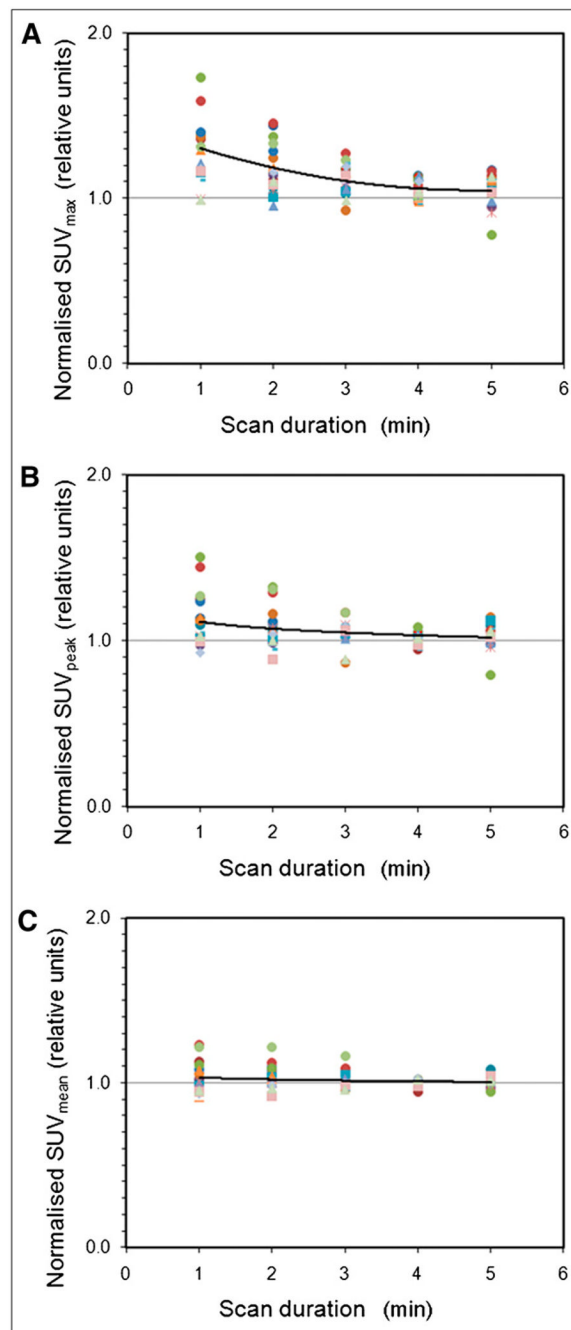 A
Normalised SUVmax (relative units)
2.0
1.0
0.0
0 1 2 3 4 5 6
Scan duration (min)
B
Normalised SUVpeak (relative units)
2.0
1.0
0.0
0 1 2 3 4 5 6
Scan duration (min)
C
Normalised SUVmean (relative units)
2.0
1.0
0.0
0 1 2 3 4 5 6
Scan duration (min)